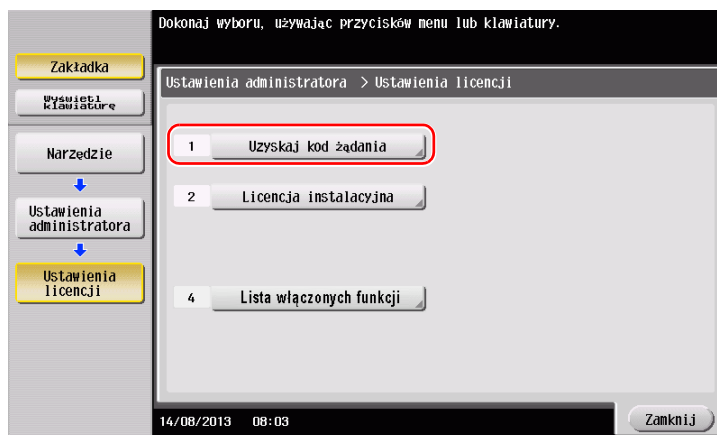 Dokonaj wyboru, używając przycisków menu lub klawiatury.
Zakładka
Wyświetl
klawiaturę
Narzędzie
Ustawienia
administratora
Ustawienia
licencji
Ustawienia administratora > Ustawienia licencji
1 Uzyskaj kod żądania
2 Licencja instalacyjna
4 Lista włączonych funkcji
14/08/2013 08:03
Zamknij